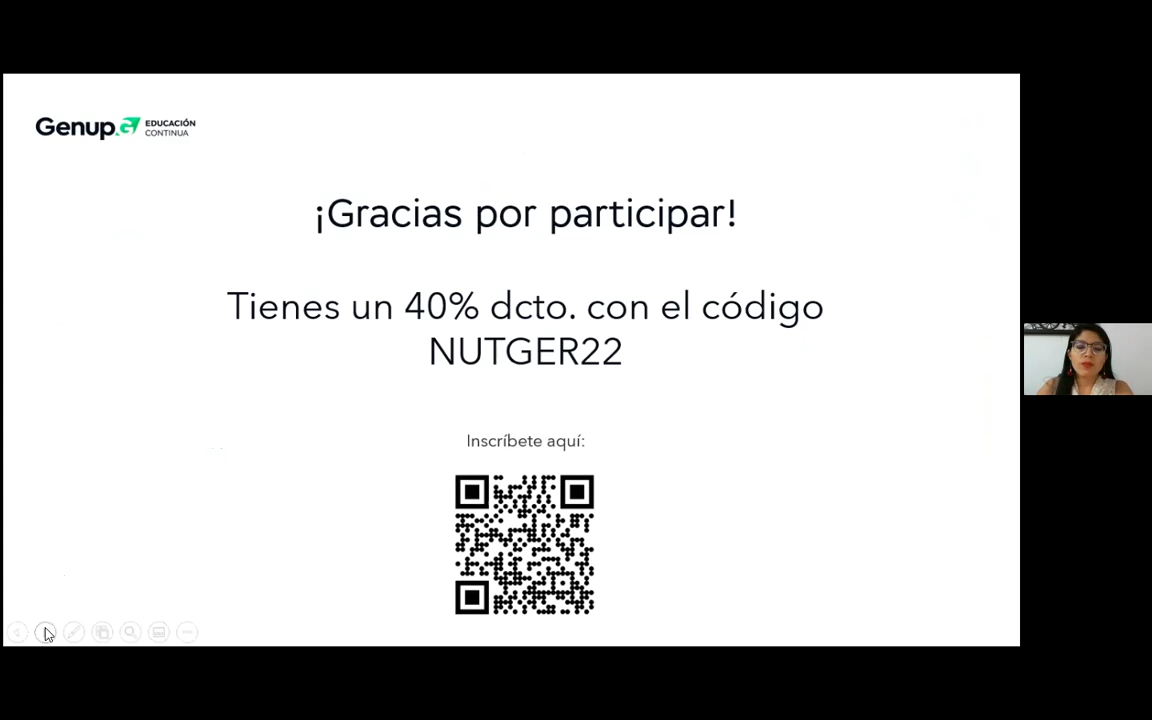 Genup. EDUCACIÓN
CONTINUA
¡Gracias por participar!
Tienes un 40% dcto. con el código
NUTGER22
Inscríbete aquí: